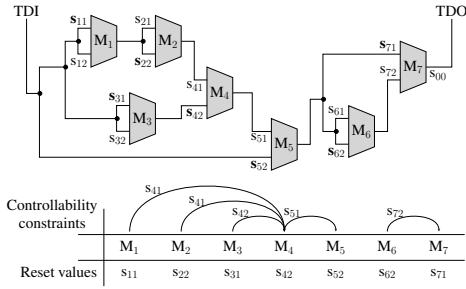 TDI TDO
s11 s21 s71
M1 M2 M7
s12 s22 s72 s00
s41
M4
s31 s42 s61
M3 M6
s32 s51 s62
M5
s52
s41
Controllability s41
constraints s42 s51 s72
M1 M2 M3 M4 M5 M6 M7
Reset values s11 s22 s31 s42 s52 s62 s71